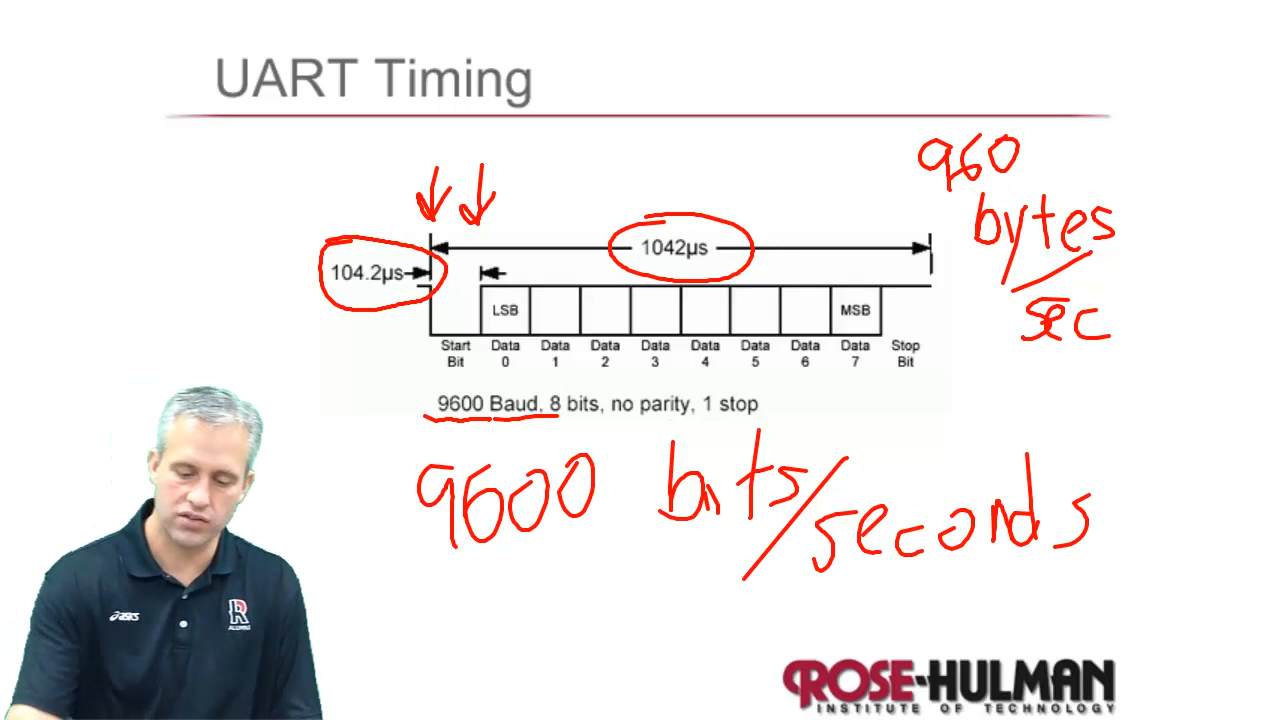 UART Timing
960
bytes/sec
1042µs
104.2µs
LSB
MSB
Start Bit
Data 0
Data 1
Data 2
Data 3
Data 4
Data 5
Data 6
Data 7
Stop Bit
9600 Baud, 8 bits, no parity, 1 stop
9600 bits/seconds
asics
R
ALUMNI
ROSE-HULMAN
INSTITUTE OF TECHNOLOGY